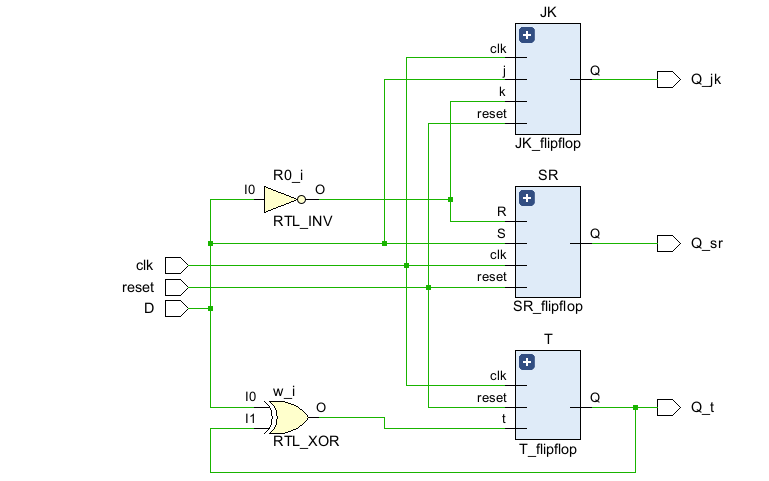 JK
clk
j
k
reset
Q
Q_jk
JK_flipflop
R0_i
I0
O
RTL_INV
SR
R
S
clk
reset
Q
Q_sr
SR_flipflop
clk
reset
D
T
clk
reset
t
Q
Q_t
T_flipflop
w_i
I0
I1
O
RTL_XOR